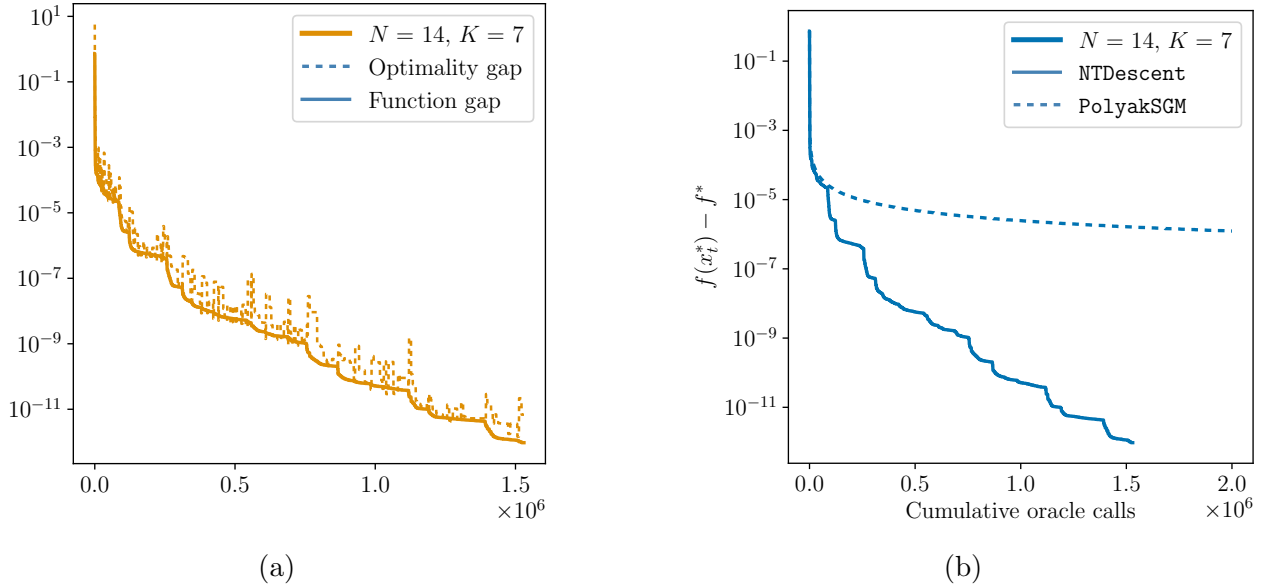 10^1
10^{-1}
10^{-3}
10^{-5}
10^{-7}
10^{-9}
10^{-11}
N = 14, K = 7
Optimality gap
Function gap
0.0 0.5 1.0 1.5
×10^6
(a)
f(x_t^*) − f^*
10^{-1}
10^{-3}
10^{-5}
10^{-7}
10^{-9}
10^{-11}
N = 14, K = 7
NTDescent
PolyakSGM
0.0 0.5 1.0 1.5 2.0
Cumulative oracle calls ×10^6
(b)